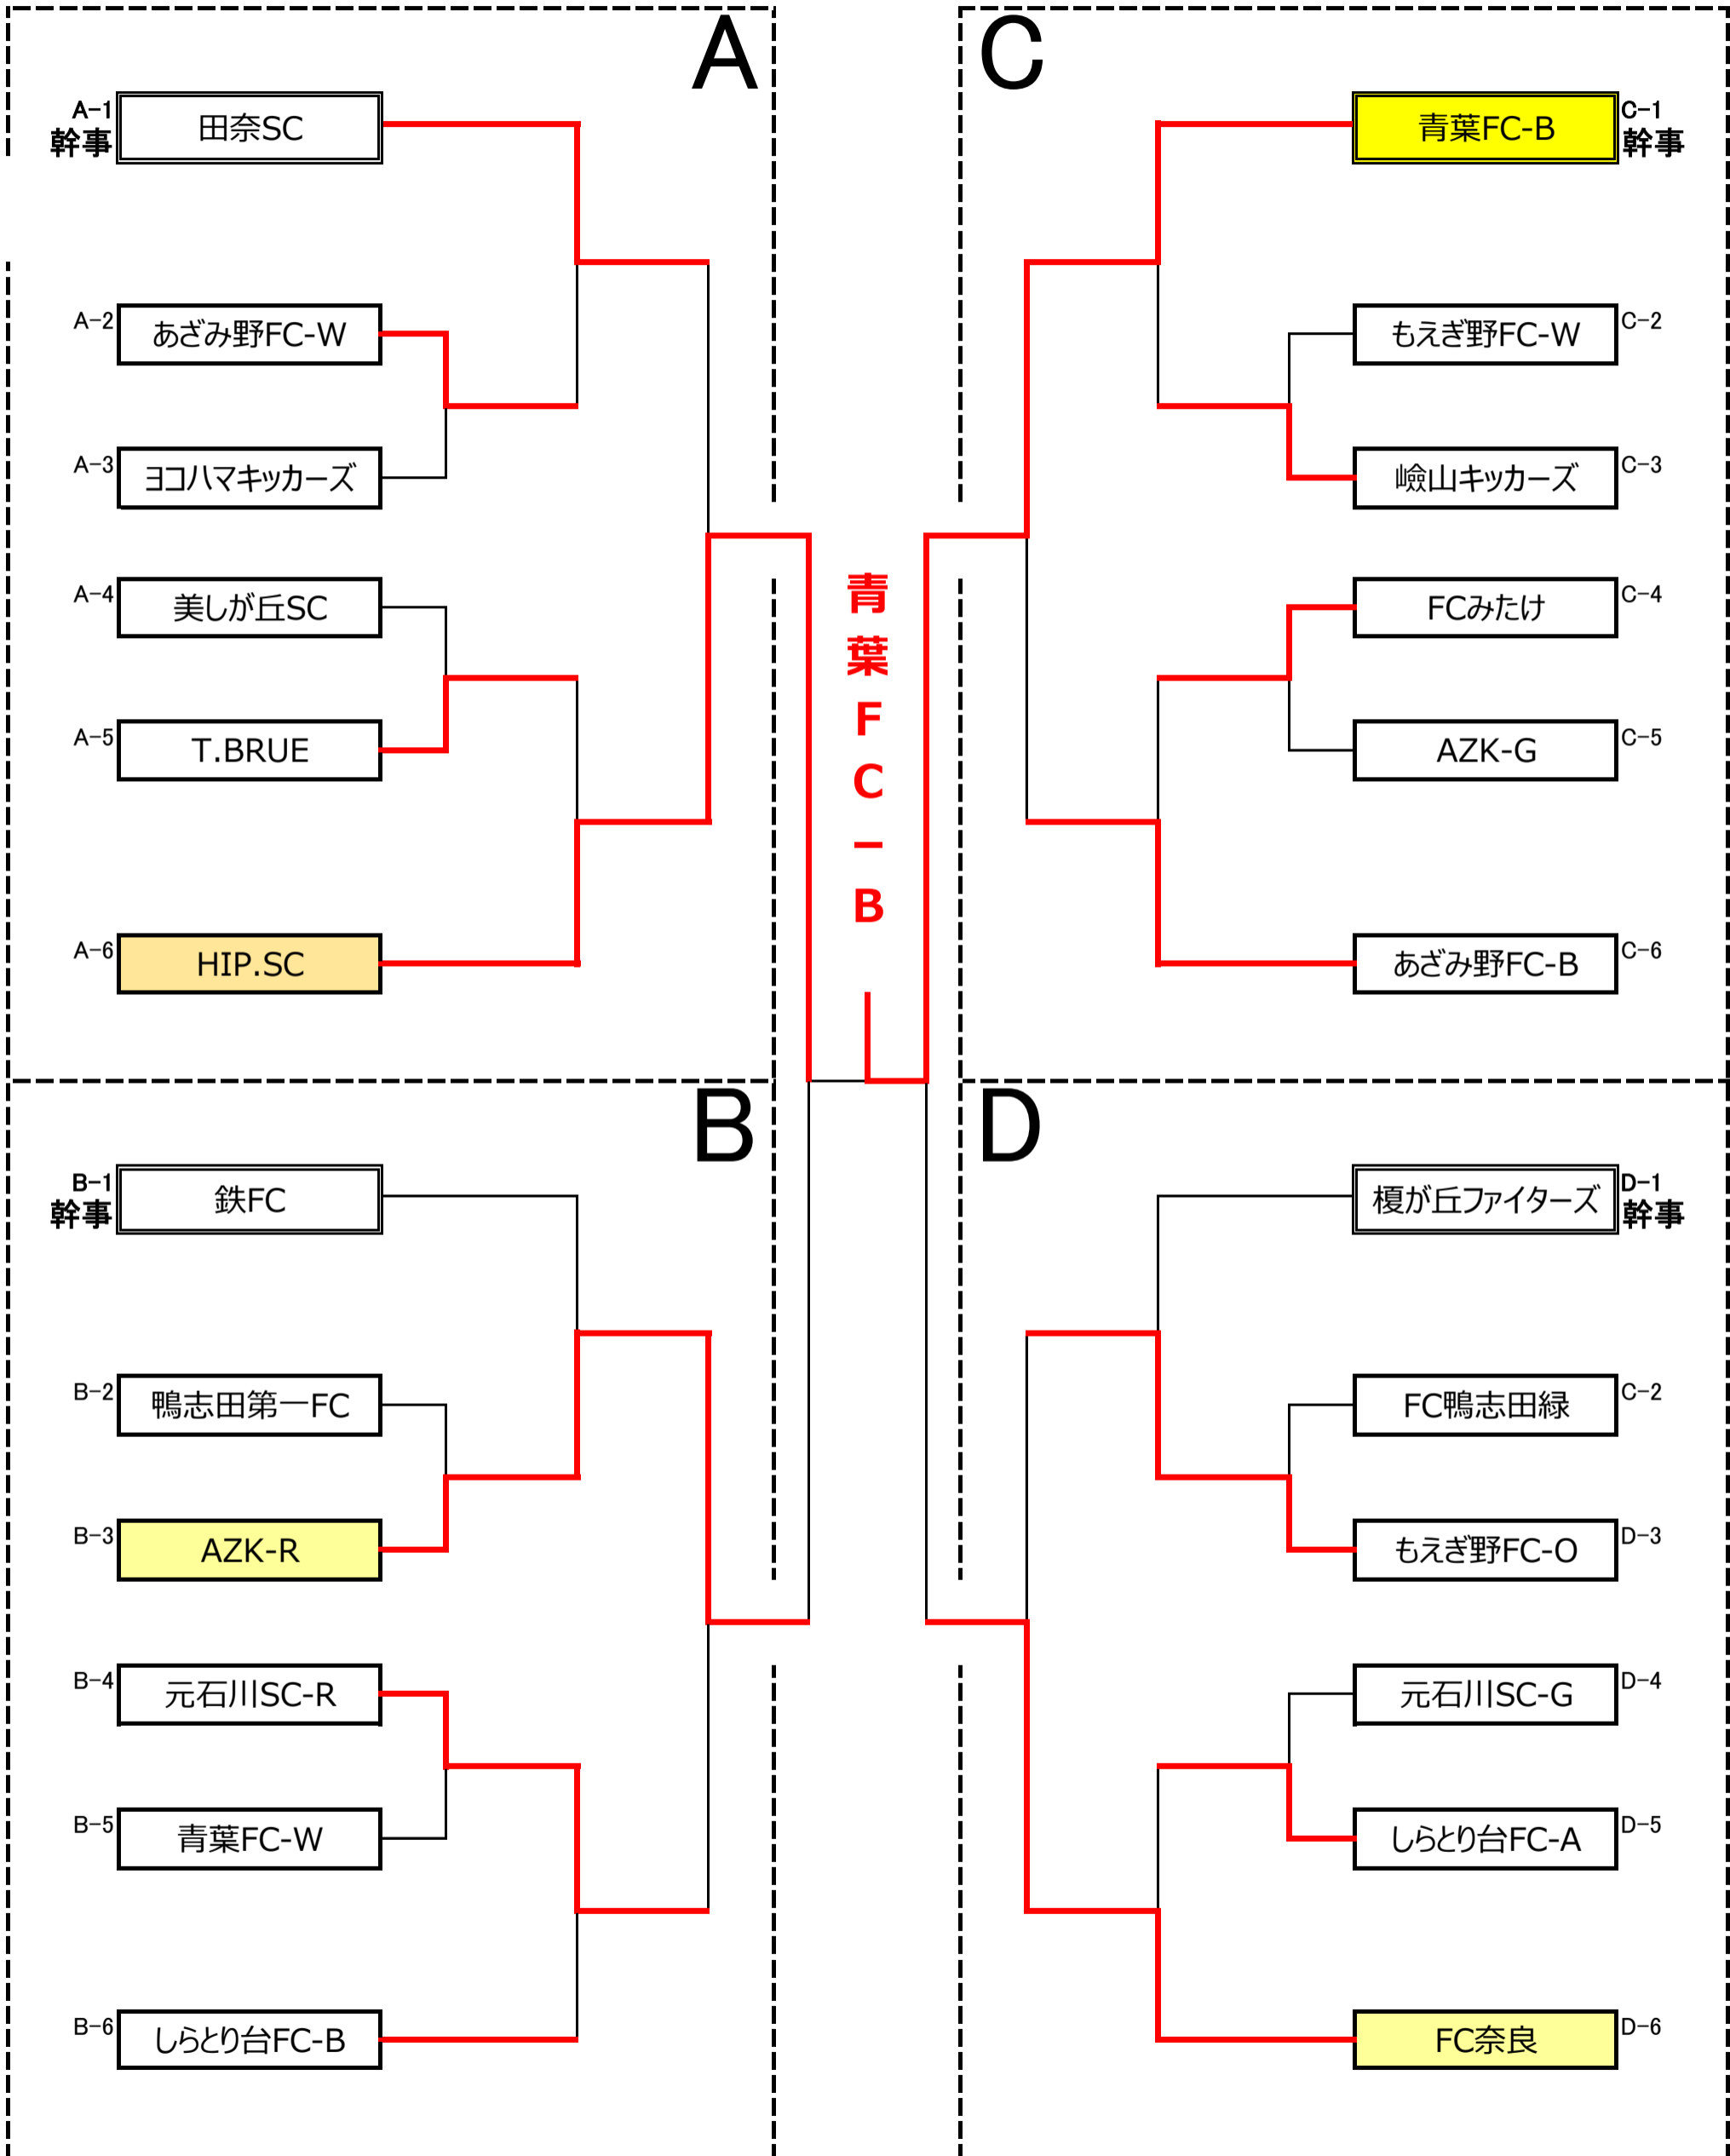 A
A-1
幹事
田奈SC
A-2
あざみ野FC-W
A-3
ヨコハマキッカーズ
A-4
美しが丘SC
A-5
T.BRUE
A-6
HIP.SC
B
B-1
幹事
鉄FC
B-2
鴨志田第一FC
B-3
AZK-R
B-4
元石川SC-R
B-5
青葉FC-W
B-6
しらとり台FC-B
青葉FC-B
C
青葉FC-B
C-1
幹事
もえぎ野FC-W
C-2
嶮山キッカーズ
C-3
FCみたけ
C-4
AZK-G
C-5
あざみ野FC-B
C-6
D
榎が丘ファイターズ
D-1
幹事
FC鴨志田緑
C-2
もえぎ野FC-O
D-3
元石川SC-G
D-4
しらとり台FC-A
D-5
FC奈良
D-6